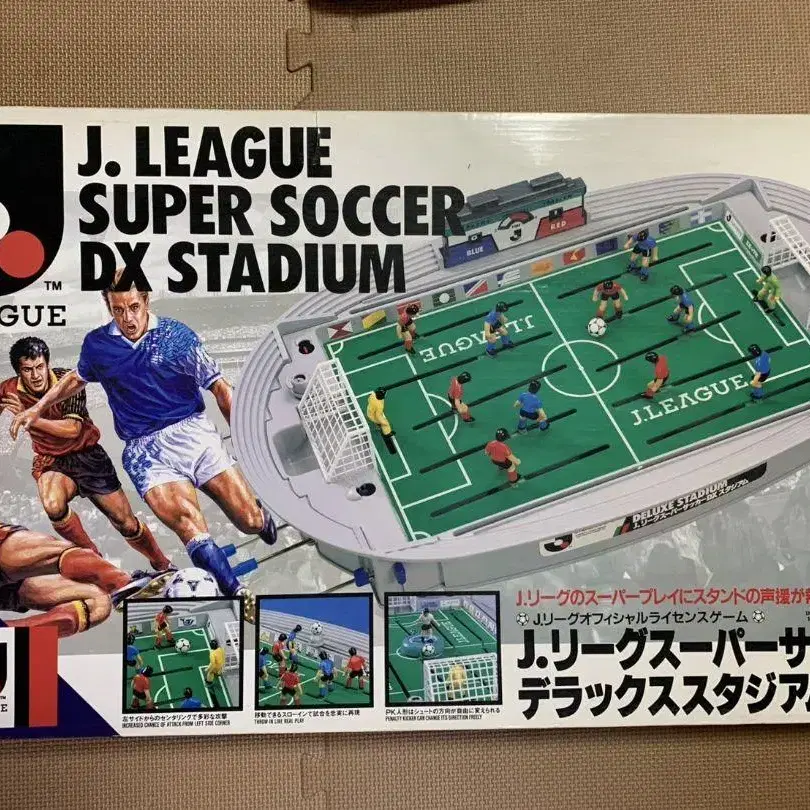 J. LEAGUE
SUPER SOCCER
DX STADIUM
TM
GUE
BLUE
RED
J.LEAGUE
J.LEAGUE
DELUXE STADIUM
J.リーグスーパーサッカーDXスタジアム
J.リーグのスーパープレイにスタンドの声援が
J.リーグオフィシャルライセンスゲーム
J.リーグスーパーサ
デラックススタジアム
左サイドからのセンタリングで多彩な攻撃
INCREASED CHANCE OF ATTACK FROM LEFT SIDE CORNER
移動できるスローインで試合を忠実に再現
THROW-IN LIKE REAL PLAY
PK人形はシュートの方向が自由に変えられる
PENALTY KICKER CAN CHANGE ITS DIRECTION FREELY
GUE